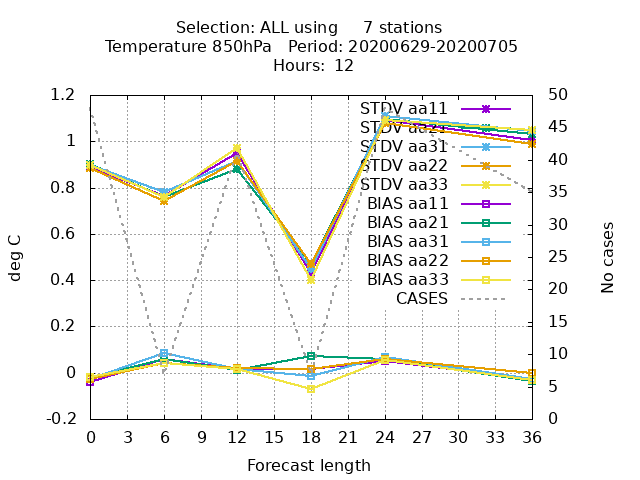 Selection: ALL using 7 stations
Temperature 850hPa Period: 20200629-20200705
Hours: 12
1.2
1
0.8
0.6
0.4
0.2
0
-0.2
deg C
50
45
40
35
30
25
20
15
10
5
0
No cases
STDV aa11
STDV aa21
STDV aa31
STDV aa22
STDV aa33
BIAS aa11
BIAS aa21
BIAS aa31
BIAS aa22
BIAS aa33
CASES
0 3 6 9 12 15 18 21 24 27 30 33 36
Forecast length